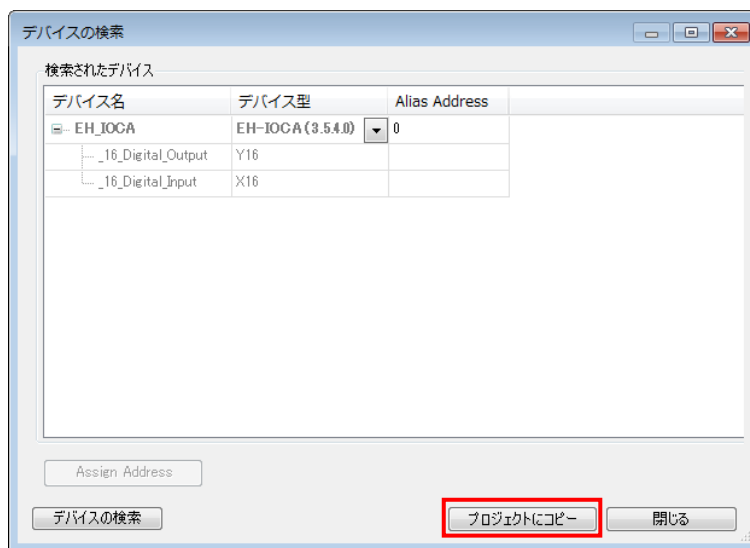 デバイスの検索
検索されたデバイス
デバイス名 デバイス型 Alias Address
EH_IOCA EH-IOCA(3.5.4.0) 0
_16_Digital_Output Y16
_16_Digital_Input X16
Assign Address
デバイスの検索 プロジェクトにコピー 閉じる